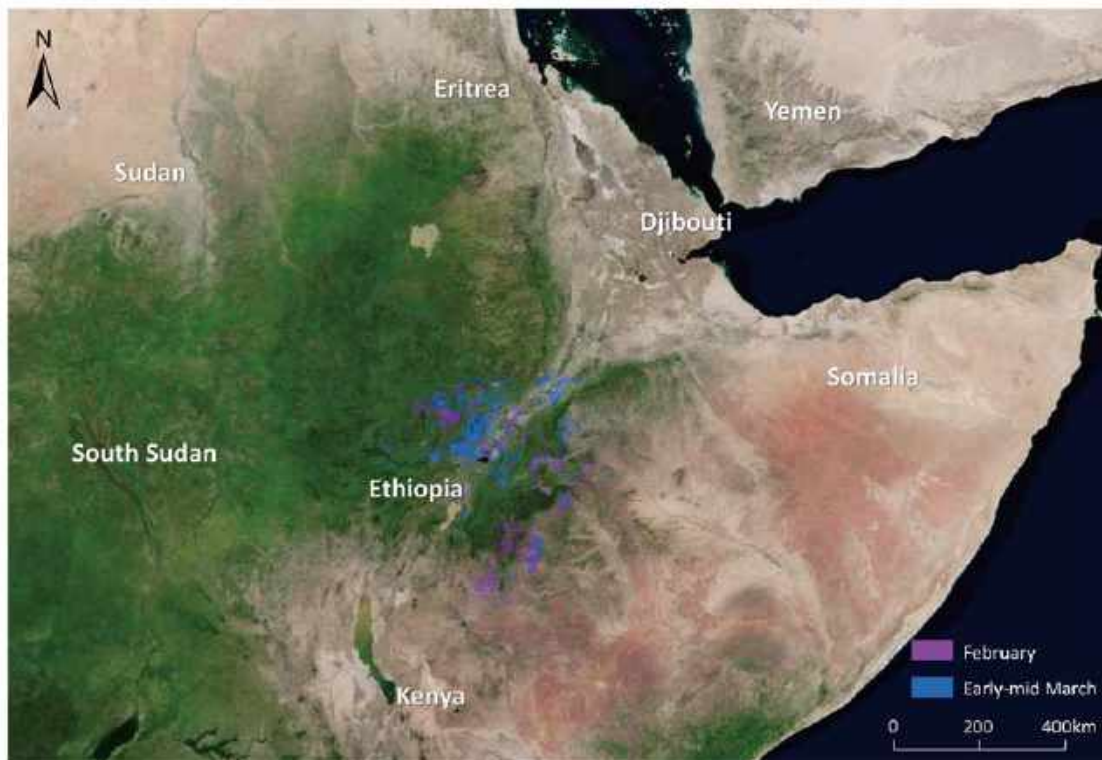 N
Eritrea
Yemen
Sudan
Djibouti
Somalia
South Sudan
Ethiopia
February
Kenya
Early-mid March
0 200 400km